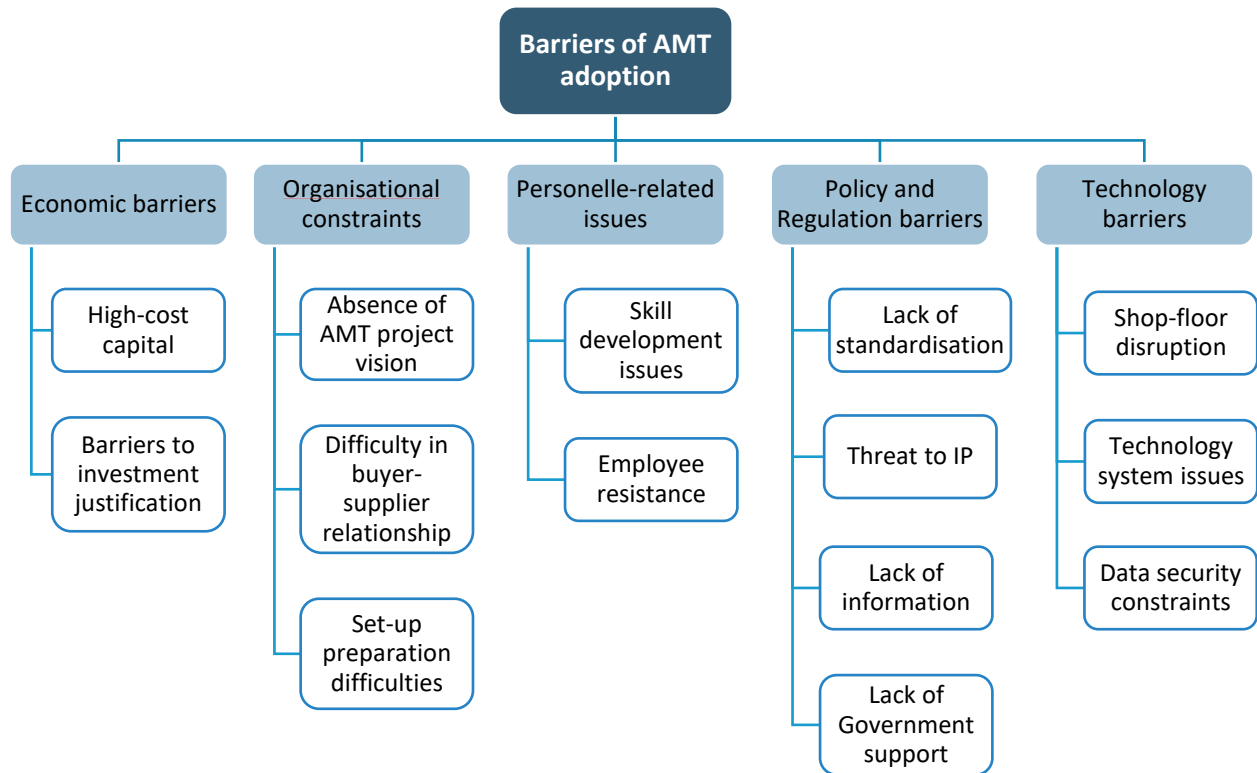 Barriers of AMT
adoption
Economic barriers
Organisational
constraints
Personelle-related
issues
Policy and
Regulation barriers
Technology
barriers
High-cost
capital
Barriers to
investment
justification
Absence of
AMT project
vision
Difficulty in
buyer-
supplier
relationship
Set-up
preparation
difficulties
Skill
development
issues
Employee
resistance
Lack of
standardisation
Threat to IP
Lack of
information
Lack of
Government
support
Shop-floor
disruption
Technology
system issues
Data security
constraints